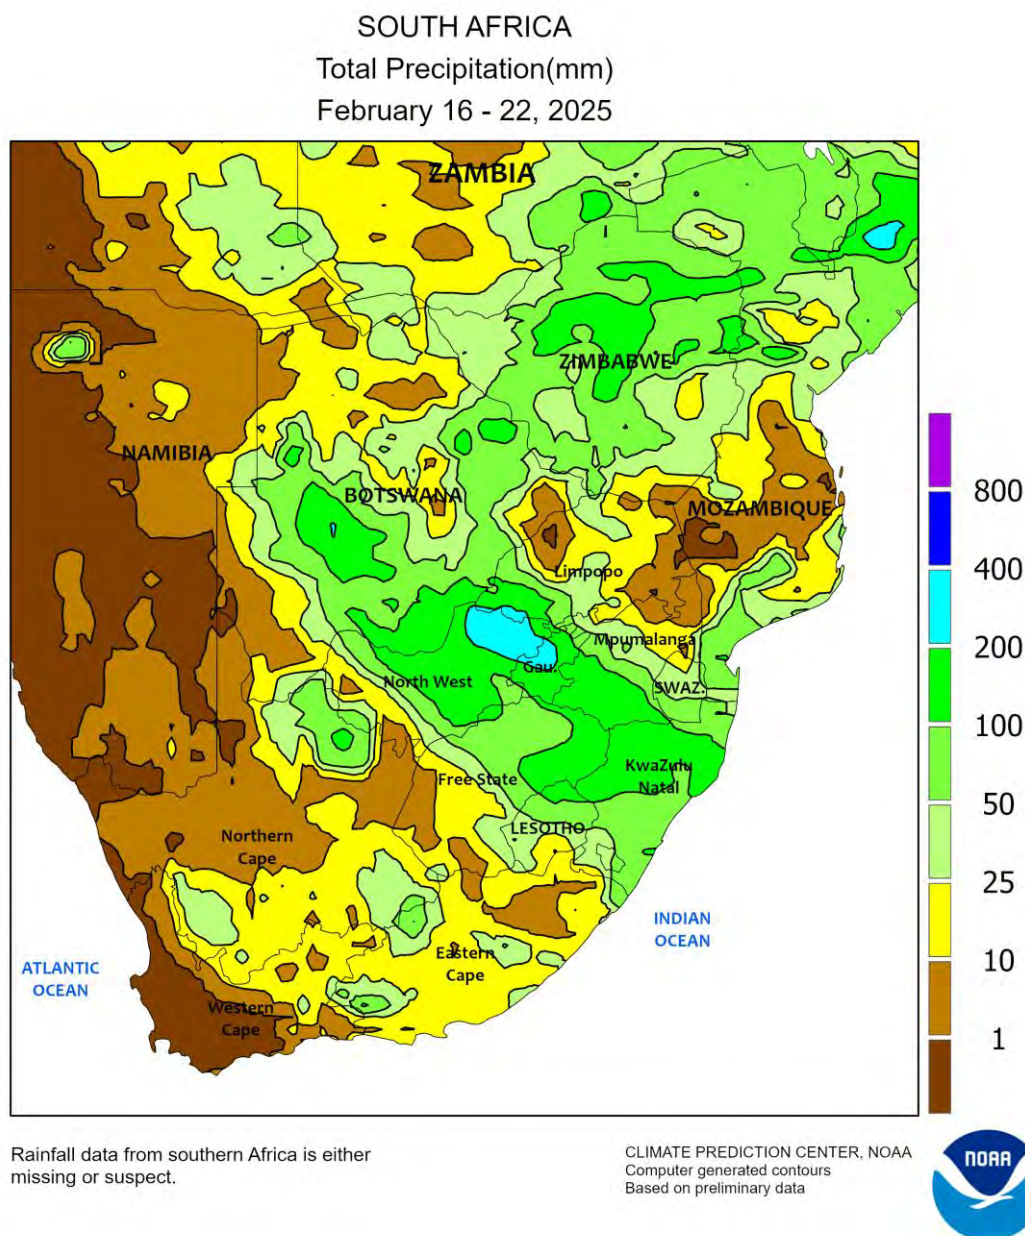 SOUTH AFRICA
Total Precipitation(mm)
February 16 - 22, 2025
ZAMBIA
ZIMBABWE
NAMIBIA
BOTSWANA
MOZAMBIQUE
Limpopo
Mpumalanga
Gau.
North West
SWAZ.
KwaZulu
Natal
Free State
LESOTHO
Northern
Cape
INDIAN
OCEAN
Eastern
Cape
ATLANTIC
OCEAN
Western
Cape
800
400
200
100
50
25
10
1
Rainfall data from southern Africa is either
missing or suspect.
CLIMATE PREDICTION CENTER, NOAA
Computer generated contours
Based on preliminary data
NOAA